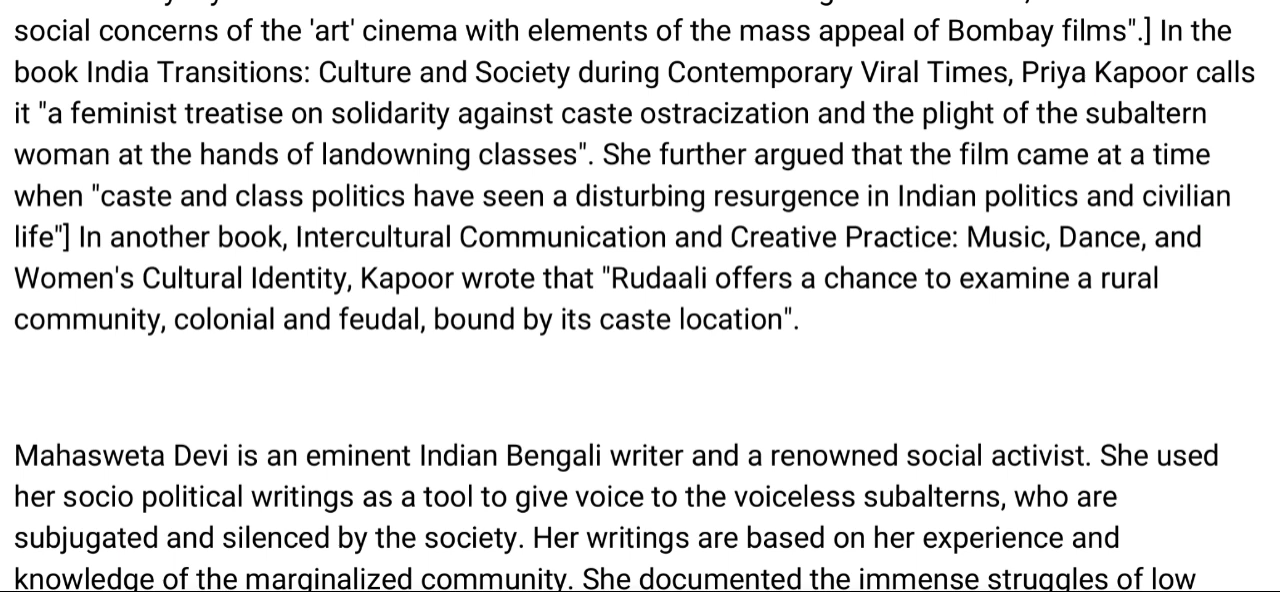 social concerns of the 'art' cinema with elements of the mass appeal of Bombay films".] In the
book India Transitions: Culture and Society during Contemporary Viral Times, Priya Kapoor calls
it "a feminist treatise on solidarity against caste ostracization and the plight of the subaltern
woman at the hands of landowning classes". She further argued that the film came at a time
when "caste and class politics have seen a disturbing resurgence in Indian politics and civilian
life"] In another book, Intercultural Communication and Creative Practice: Music, Dance, and
Women's Cultural Identity, Kapoor wrote that "Rudaali offers a chance to examine a rural
community, colonial and feudal, bound by its caste location".
Mahasweta Devi is an eminent Indian Bengali writer and a renowned social activist. She used
her socio political writings as a tool to give voice to the voiceless subalterns, who are
subjugated and silenced by the society. Her writings are based on her experience and
knowledge of the marginalized community. She documented the immense struggles of low